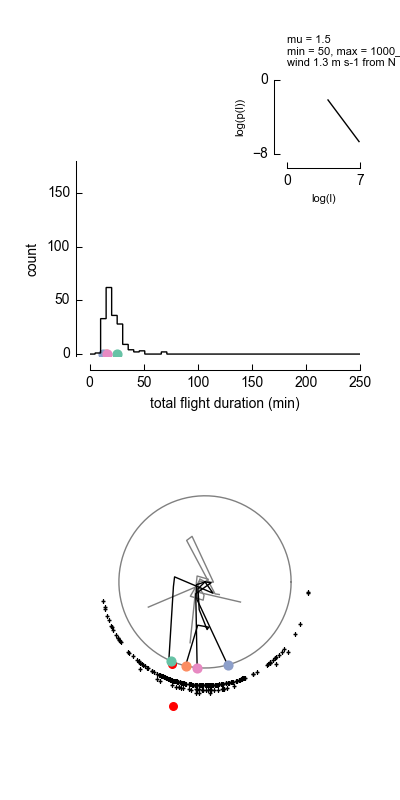 mu = 1.5
min = 50, max = 1000_
wind 1.3 m s-1 from N
0
−8
log(p(l))
0
7
log(l)
150
100
50
0
count
0
50
100
150
200
250
total flight duration (min)